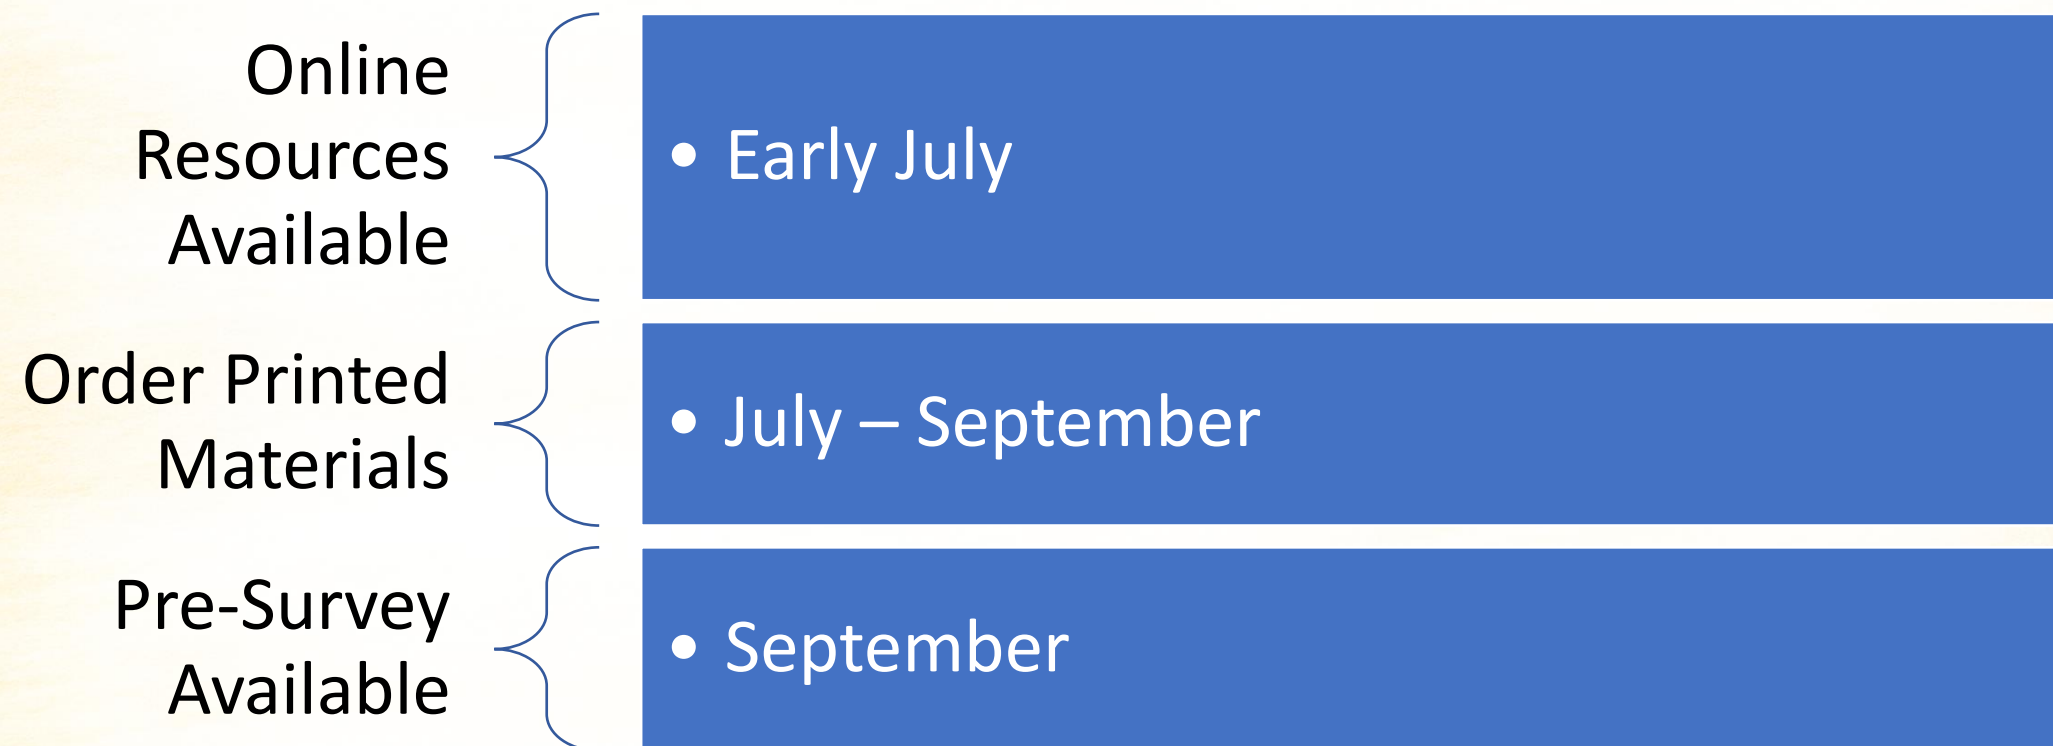 Online
Resources
Available
• Early July
Order Printed
Materials
• July – September
Pre-Survey
Available
• September